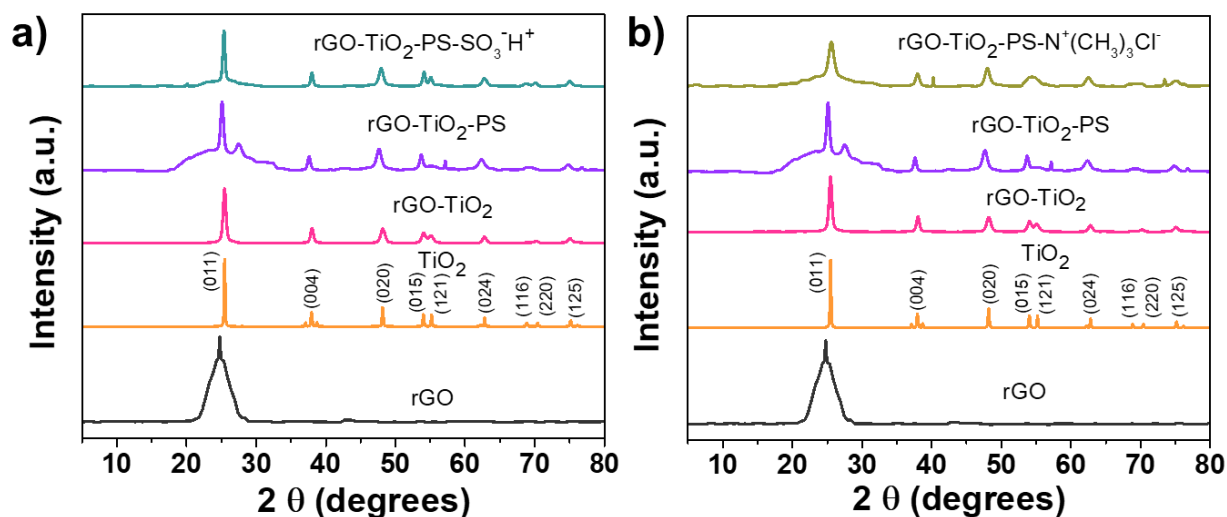 a)
Intensity (a.u.)
rGO-TiO₂-PS-SO₃⁻H⁺
rGO-TiO₂-PS
rGO-TiO₂
TiO₂
(011)
(004)
(020)
(015)
(121)
(024)
(116)
(220)
(125)
rGO
10 20 30 40 50 60 70 80
2 θ (degrees)
b)
Intensity (a.u.)
rGO-TiO₂-PS-N⁺(CH₃)₃Cl⁻
rGO-TiO₂-PS
rGO-TiO₂
TiO₂
(011)
(004)
(020)
(015)
(121)
(024)
(116)
(220)
(125)
rGO
10 20 30 40 50 60 70 80
2 θ (degrees)